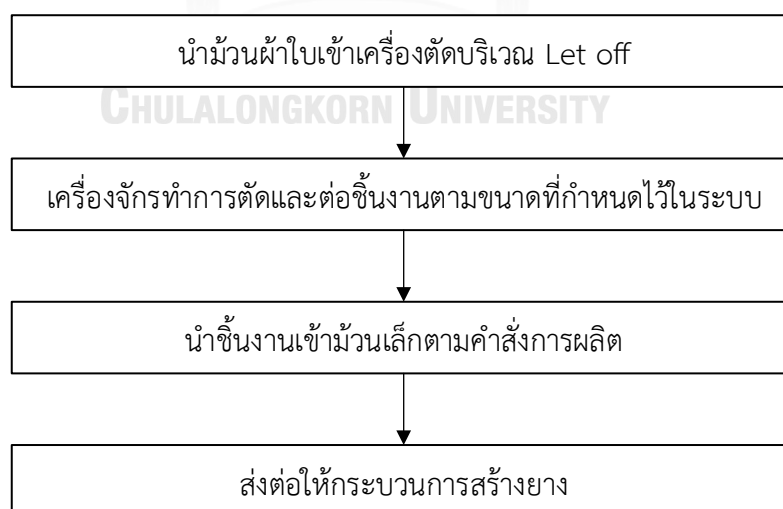 นำม้วนผ้าใบเข้าเครื่องตัดบริเวณ Let off
CHULALONGKORN UNIVERSITY
เครื่องจักรทำการตัดและต่อชิ้นงานตามขนาดที่กำหนดไว้ในระบบ
นำชิ้นงานเข้าม้วนเล็กตามคำสั่งการผลิต
ส่งต่อให้กระบวนการสร้างยาง